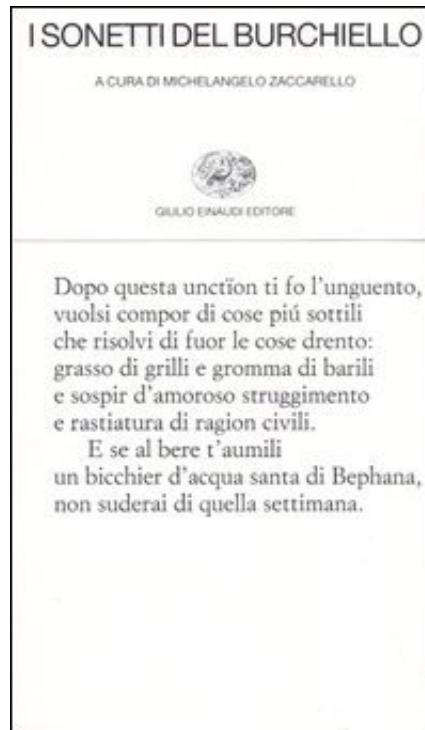 I SONETTI DEL BURCHIELLO
A CURA DI MICHELANGELO ZACCARELLO
GIULIO EINAUDI EDITORE
Dopo questa unctïon ti fo l'unguento,
vuolsi compor di cose piú sottili
che risolvi di fuor le cose drento:
grasso di grilli e gromma di barili
e sospir d'amoroso struggimento
e rastiatura di ragion civili.
E se al bere t'aumili
un bicchier d'acqua santa di Bephana,
non suderai di quella settimana.